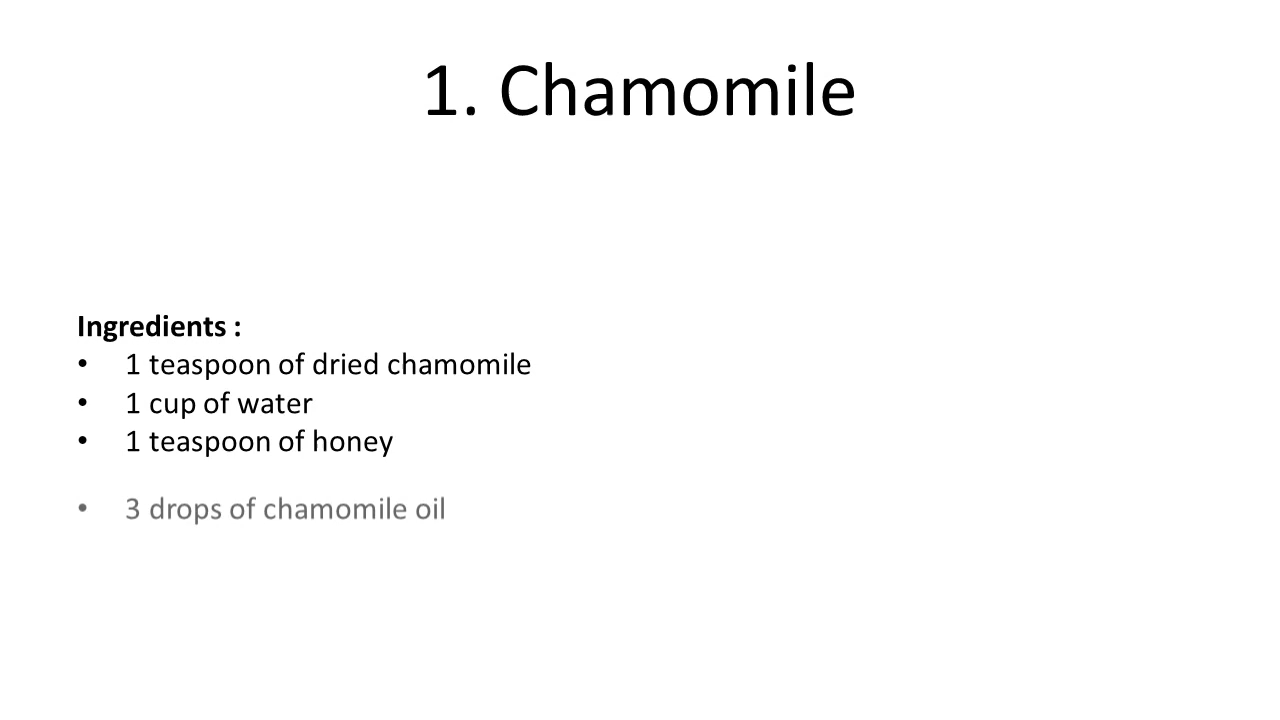 1. Chamomile
Ingredients :
• 1 teaspoon of dried chamomile
• 1 cup of water
• 1 teaspoon of honey
• 3 drops of chamomile oil